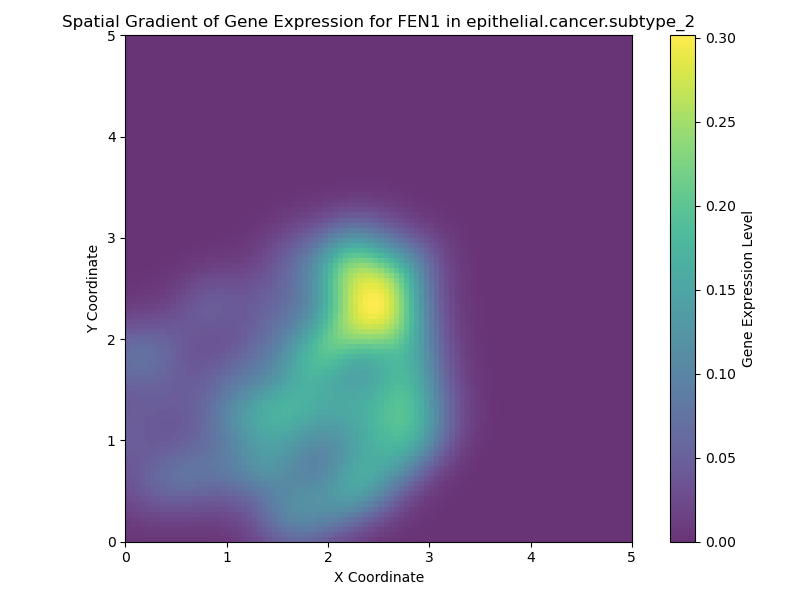 Spatial Gradient of Gene Expression for FEN1 in epithelial.cancer.subtype_2
5
4
3
2
1
0
Y Coordinate
0 1 2 3 4 5
X Coordinate
0.30
0.25
0.20
0.15
0.10
0.05
0.00
Gene Expression Level